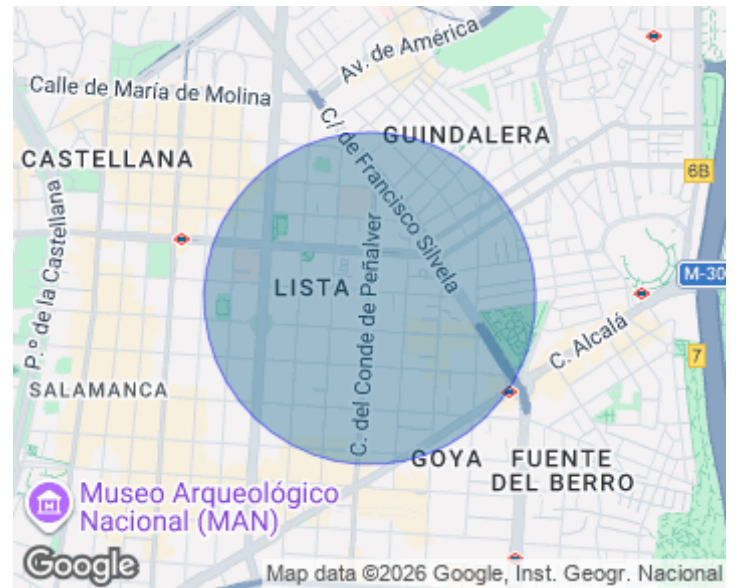 Av. de América
Calle de María de Molina
GUINDALERA
C/ de Francisco Silvela
CASTELLANA
6B
P.º de la Castellana
C. del Conde de Peñalver
LISTA
M-30
C. Alcalá
7
SALAMANCA
GOYA
FUENTE
DEL BERRO
Museo Arqueológico
Nacional (MAN)
Google
Map data ©2026 Google, Inst. Geogr. Nacional